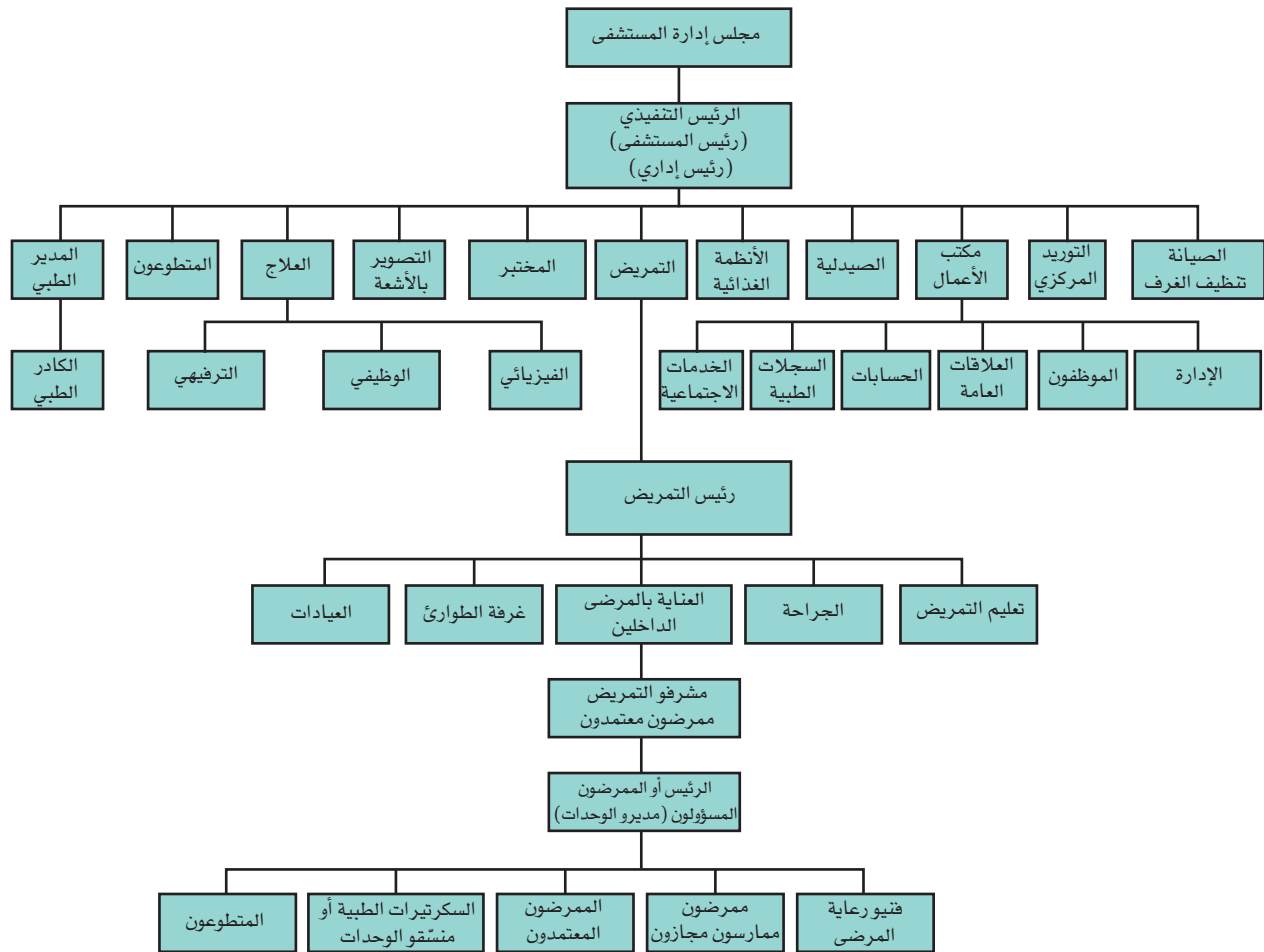 مجلس إدارة المستشفى
الرئيس التنفيذي
(رئيس المستشفى)
(رئيس إداري)
الصيانة
تنظيف الغرف
التوريد
المركزي
مكتب
الأعمال
الصيدلية
الأنظمة
الغذائية
التمريض
المختبر
التصوير
بالأشعة
العلاج
المتطوعون
المدير
الطبي
الإدارة
الموظفون
العلاقات
العامة
الحسابات
السجلات
الطبية
الخدمات
الاجتماعية
الفيزيائي
الوظيفي
الترفيهي
الكادر
الطبي
رئيس التمريض
تعليم التمريض
الجراحة
العناية بالمرضى
الداخلين
غرفة الطوارئ
العيادات
مشرفو التمريض
ممرضون معتمدون
الرئيس أو الممرضون
المسؤولون (مديرو الوحدات)
فنيو رعاية
المرضى
ممرضون
ممارسون مجازون
الممرضون
المعتمدون
السكرتيرات الطبية أو
منسّقو الوحدات
المتطوعون